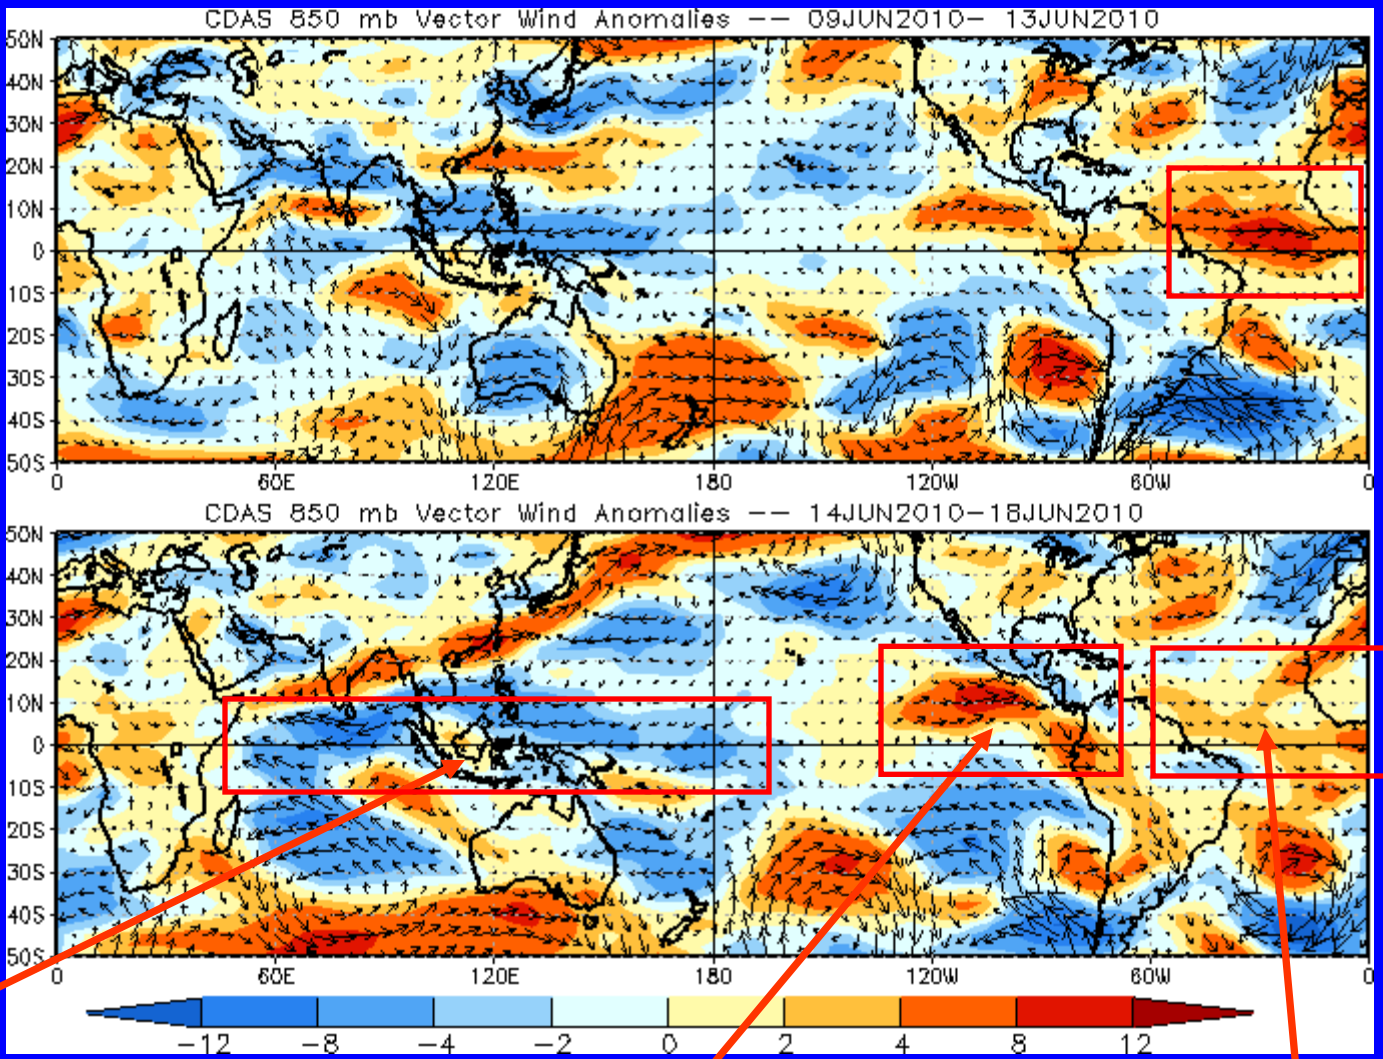 CDAS 850 mb Vector Wind Anomalies -- 09JUN2010- 13JUN2010
50N
40N
30N
20N
10N
0
10S
20S
30S
40S
50S
0 60E 120E 180 120W 60W 0
CDAS 850 mb Vector Wind Anomalies -- 14JUN2010-18JUN2010
50N
40N
30N
20N
10N
0
10S
20S
30S
40S
50S
0 60E 120E 180 120W 60W 0
-12 -8 -4 -2 0 2 4 8 12